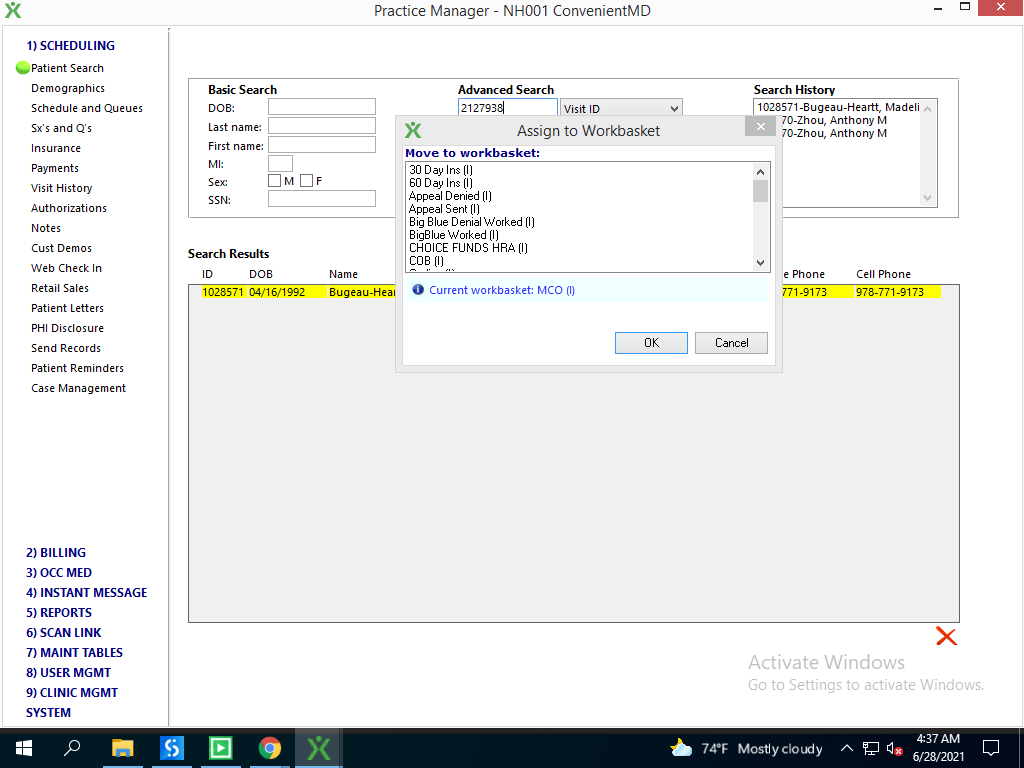 Practice Manager - NH001 ConvenientMD
1) SCHEDULING
Patient Search
Demographics
Schedule and Queues
Sx's and Q's
Insurance
Payments
Visit History
Authorizations
Notes
Cust Demos
Web Check In
Retail Sales
Patient Letters
PHI Disclosure
Send Records
Patient Reminders
Case Management
2) BILLING
3) OCC MED
4) INSTANT MESSAGE
5) REPORTS
6) SCAN LINK
7) MAINT TABLES
8) USER MGMT
9) CLINIC MGMT
SYSTEM
Basic Search
DOB:
Last name:
First name:
MI:
Sex: M F
SSN:
Advanced Search
2127938 Visit ID
Search History
1028571-Bugeau-Heartt, Madeli
70-Zhou, Anthony M
70-Zhou, Anthony M
Assign to Workbasket
Move to workbasket:
30 Day Ins (I)
60 Day Ins (I)
Appeal Denied (I)
Appeal Sent (I)
Big Blue Denial Worked (I)
BigBlue Worked (I)
CHOICE FUNDS HRA (I)
COB (I)
Current workbasket: MCO (I)
OK Cancel
Search Results
ID DOB Name e Phone Cell Phone
1028571 04/16/1992 Bugeau-Hear 771-9173 978-771-9173
Activate Windows
Go to Settings to activate Windows.
74°F Mostly cloudy
4:37 AM
6/28/2021